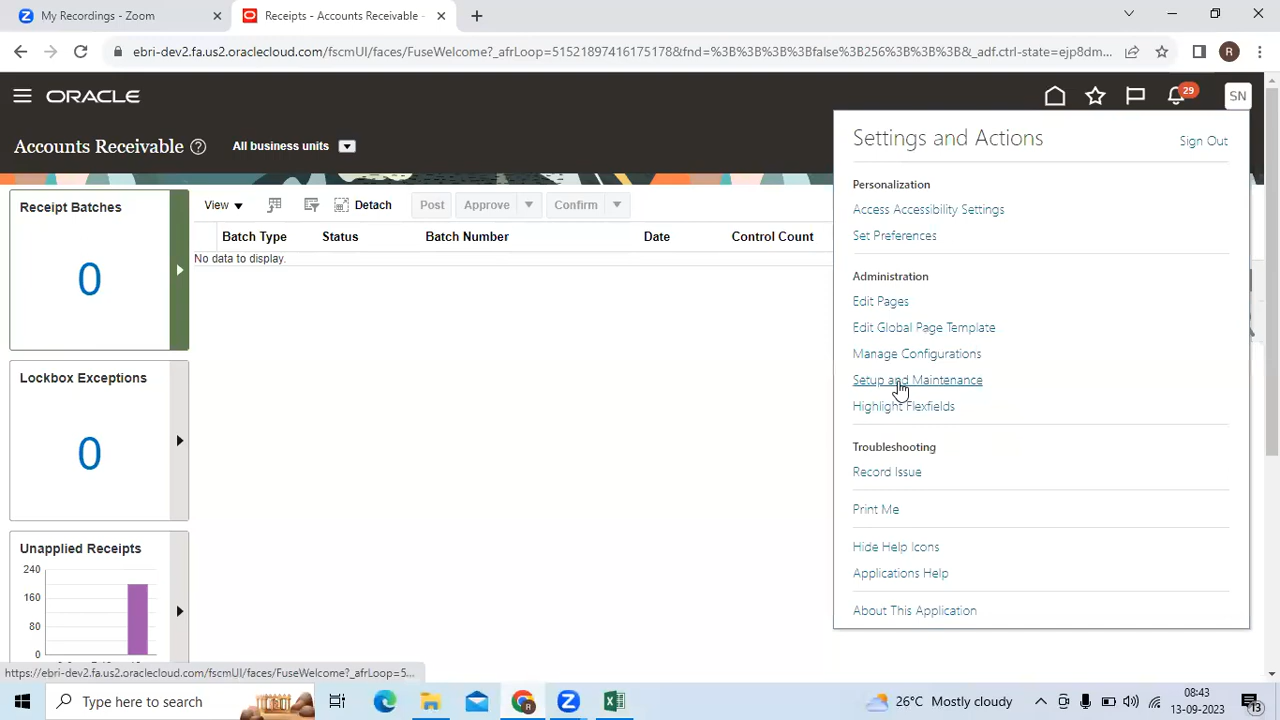 My Recordings - Zoom
Receipts - Accounts Receivable -
ebri-dev2.fa.us2.oraclecloud.com/fscmUI/faces/FuseWelcome?_afrLoop=51521897416175178&fnd=%3B%3B%3B%3Bfalse%3B256%3B%3B%3B&_adf.ctrl-state=ejp8dm...
R
ORACLE
29
SN
Accounts Receivable
All business units
Settings and Actions
Sign Out
Personalization
Access Accessibility Settings
Set Preferences
Administration
Edit Pages
Edit Global Page Template
Manage Configurations
Setup and Maintenance
Highlight Flexfields
Troubleshooting
Record Issue
Print Me
Hide Help Icons
Applications Help
About This Application
Receipt Batches
0
View
Detach
Post
Approve
Confirm
Batch Type Status Batch Number Date Control Count
No data to display.
Lockbox Exceptions
0
Unapplied Receipts
240
160
80
0
https://ebri-dev2.fa.us2.oraclecloud.com/fscmUI/faces/FuseWelcome?_afrLoop=5...
Type here to search
26°C Mostly cloudy
08:43
13-09-2023
13